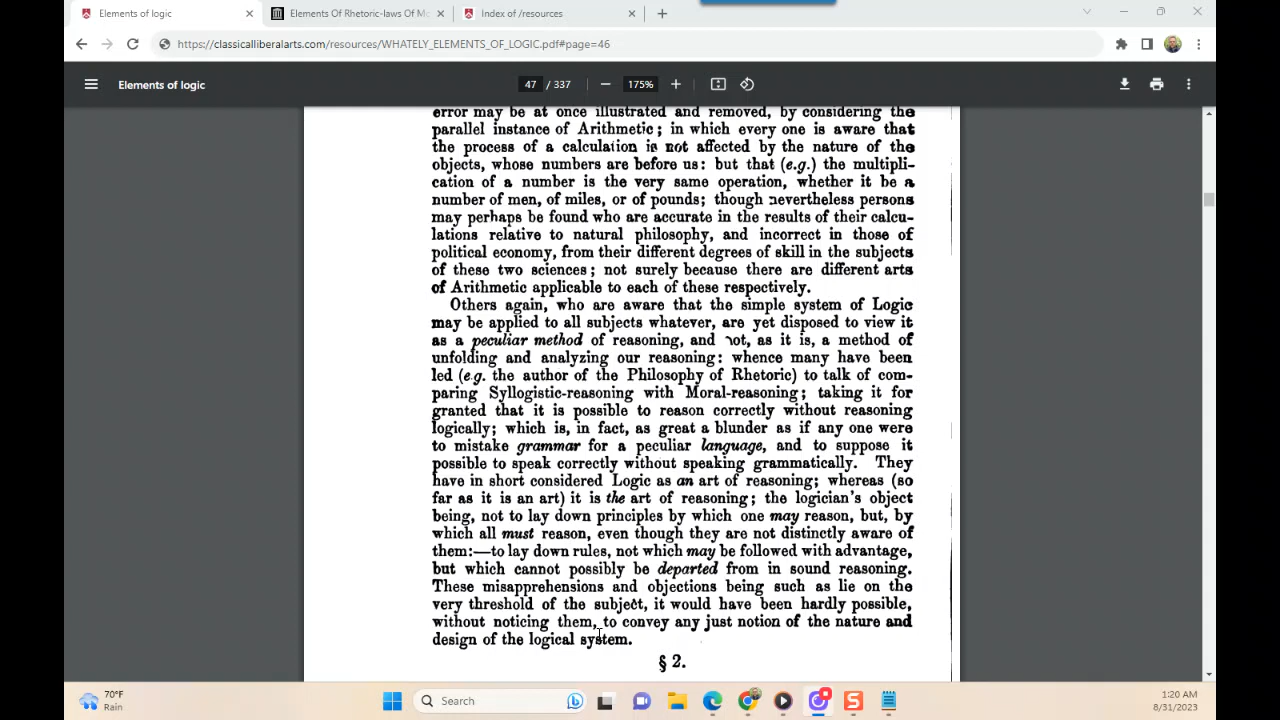 Elements of logic
Elements Of Rhetoric-laws Of Mo
Index of /resources
https://classicalliberalarts.com/resources/WHATELY_ELEMENTS_OF_LOGIC.pdf#page=46
Elements of logic
47 / 337
175%
error may be at once illustrated and removed, by considering the
parallel instance of Arithmetic; in which every one is aware that
the process of a calculation is not affected by the nature of the
objects, whose numbers are before us: but that (e.g.) the multipli-
cation of a number is the very same operation, whether it be a
number of men, of miles, or of pounds; though nevertheless persons
may perhaps be found who are accurate in the results of their calcu-
lations relative to natural philosophy, and incorrect in those of
political economy, from their different degrees of skill in the subjects
of these two sciences; not surely because there are different arts
of Arithmetic applicable to each of these respectively.
Others again, who are aware that the simple system of Logic
may be applied to all subjects whatever, are yet disposed to view it
as a peculiar method of reasoning, and not, as it is, a method of
unfolding and analyzing our reasoning: whence many have been
led (e.g. the author of the Philosophy of Rhetoric) to talk of com-
paring Syllogistic-reasoning with Moral-reasoning; taking it for
granted that it is possible to reason correctly without reasoning
logically; which is, in fact, as great a blunder as if any one were
to mistake grammar for a peculiar language, and to suppose it
possible to speak correctly without speaking grammatically. They
have in short considered Logic as an art of reasoning; whereas (so
far as it is an art) it is the art of reasoning; the logician's object
being, not to lay down principles by which one may reason, but, by
which all must reason, even though they are not distinctly aware of
them:—to lay down rules, not which may be followed with advantage,
but which cannot possibly be departed from in sound reasoning.
These misapprehensions and objections being such as lie on the
very threshold of the subject, it would have been hardly possible,
without noticing them, to convey any just notion of the nature and
design of the logical system.
§ 2.
70°F
Rain
Search
1:20 AM
8/31/2023